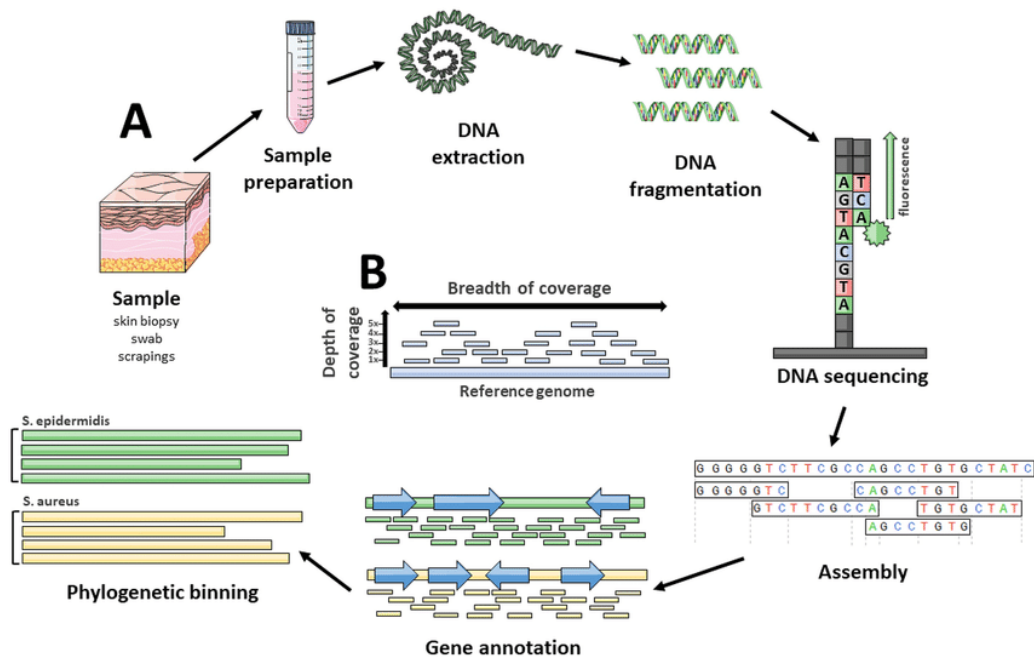 A
Sample
preparation
DNA
extraction
DNA
fragmentation
fluorescence
A T
G C
T A
A
C
G
T
A
DNA sequencing
Sample
skin biopsy
swab
scrapings
B
Breadth of coverage
Depth of
coverage
5x
4x
3x
2x
1x
Reference genome
G G G G G T C T T C G C C A G C C T G T G C T A T C
G G G G G T C
C A G C C T G T
G T C T T C G C C A
T G T G C T A T
A G C C T G T G
Assembly
Gene annotation
S. epidermidis
S. aureus
Phylogenetic binning